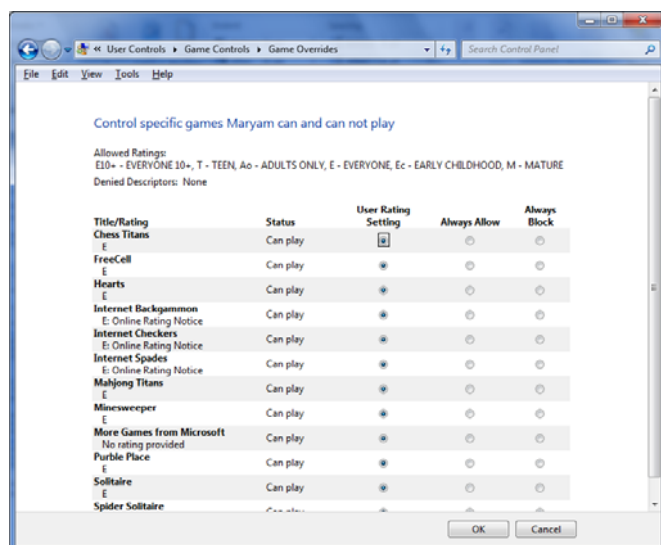 « User Controls ▸ Game Controls ▸ Game Overrides
Search Control Panel
File Edit View Tools Help
Control specific games Maryam can and can not play
Allowed Ratings:
E10+ - EVERYONE 10+, T - TEEN, Ao - ADULTS ONLY, E - EVERYONE, Ec - EARLY CHILDHOOD, M - MATURE
Denied Descriptors: None
Title/Rating Status User Rating Setting Always Allow Always Block
Chess Titans Can play
E
FreeCell Can play
E
Hearts Can play
E
Internet Backgammon Can play
E: Online Rating Notice
Internet Checkers Can play
E: Online Rating Notice
Internet Spades Can play
E: Online Rating Notice
Mahjong Titans Can play
E
Minesweeper Can play
E
More Games from Microsoft Can play
No rating provided
Purble Place Can play
E
Solitaire Can play
E
Spider Solitaire
OK Cancel